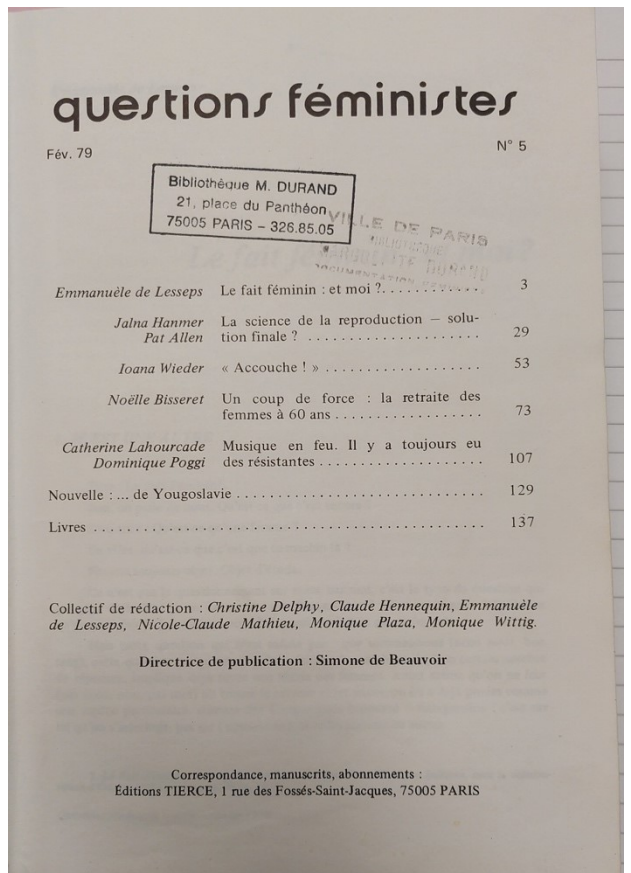 questions féministes
Fév. 79
N° 5
Bibliothèque M. DURAND
21, place du Panthéon
75005 PARIS – 326.85.05
VILLE DE PARIS
BIBLIOTHEQUE
MARGUERITE DURAND
DOCUMENTATION
Emmanuèle de Lesseps Le fait féminin : et moi ?............ 3
Jalna Hanmer La science de la reproduction – solu-
Pat Allen tion finale ? ...................... 29
Ioana Wieder « Accouche ! » .................... 53
Noëlle Bisseret Un coup de force : la retraite des
femmes à 60 ans ................... 73
Catherine Lahourcade Musique en feu. Il y a toujours eu
Dominique Poggi des résistantes ..................... 107
Nouvelle : ... de Yougoslavie ................................ 129
Livres .................................................... 137
Collectif de rédaction : Christine Delphy, Claude Hennequin, Emmanuèle
de Lesseps, Nicole-Claude Mathieu, Monique Plaza, Monique Wittig.
Directrice de publication : Simone de Beauvoir
Correspondance, manuscrits, abonnements :
Éditions TIERCE, 1 rue des Fossés-Saint-Jacques, 75005 PARIS